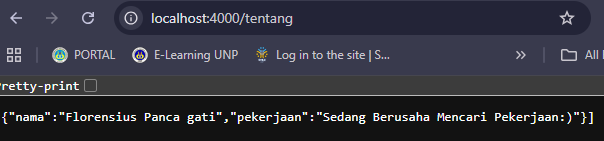 localhost:4000/tentang
PORTAL E-Learning UNP Log in to the site | S... » All
retty-print
{"nama":"Florensius Panca gati","pekerjaan":"Sedang Berusaha Mencari Pekerjaan:)"}]